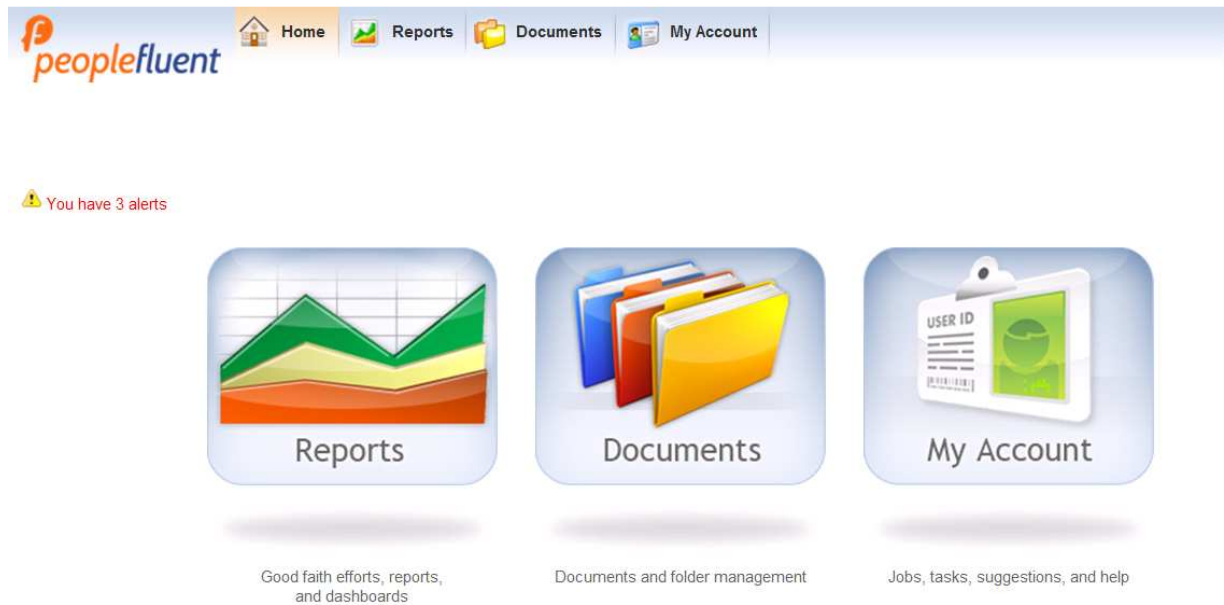 peoplefluent
Home Reports Documents My Account
You have 3 alerts
USER ID
Reports Documents My Account
Good faith efforts, reports,
and dashboards
Documents and folder management
Jobs, tasks, suggestions, and help